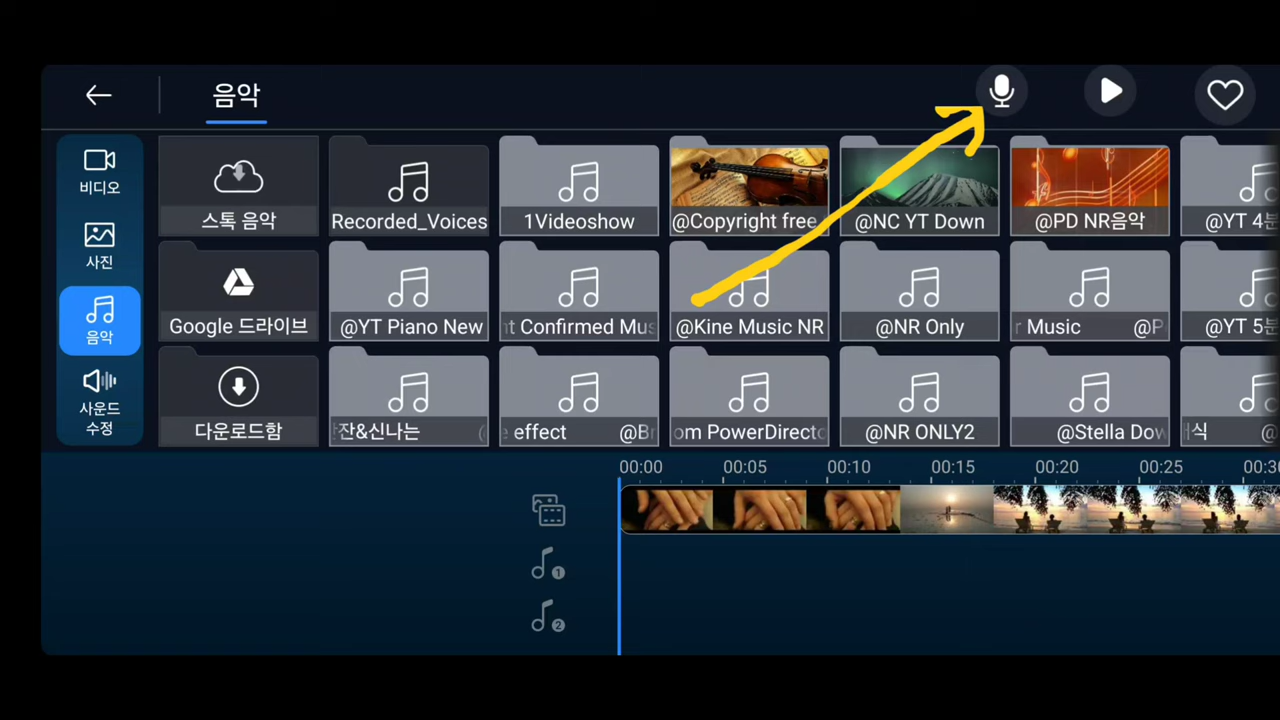 음악
비디오
사진
음악
사운드
수정
스톡 음악
Recorded_Voices
1Videoshow
@Copyright free
@NC YT Down
@PD NR음악
@YT 4분
Google 드라이브
@YT Piano New
t Confirmed Mus
@Kine Music NR
@NR Only
r Music @P
@YT 5분
다운로드함
잔&신나는
e effect @B
om PowerDirecto
@NR ONLY2
@Stella Dow
식 @
00:00 00:05 00:10 00:15 00:20 00:25 00:30
1
2